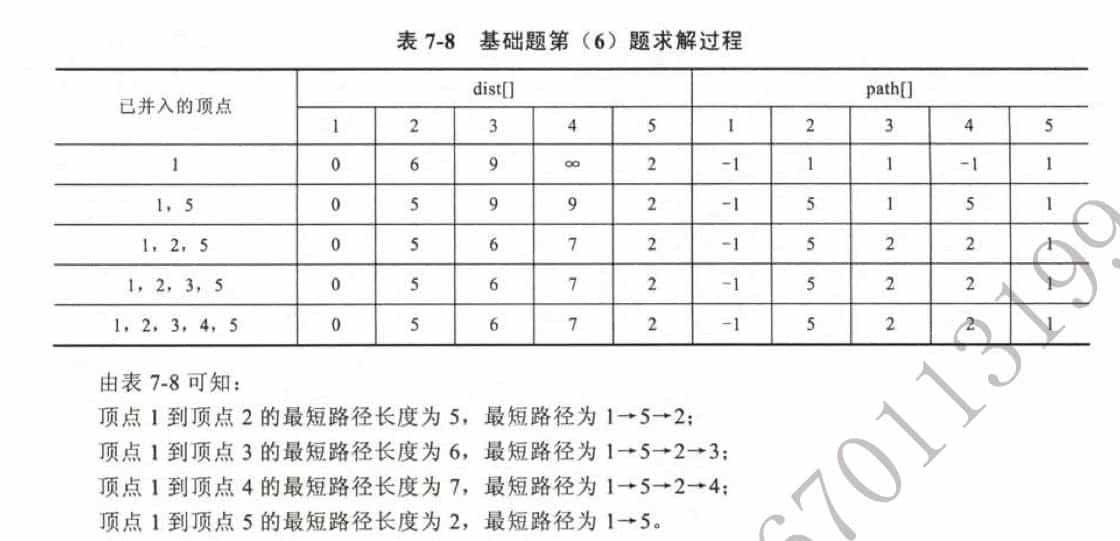 表 7-8 基础题第（6）题求解过程
已并入的顶点 dist[] path[]
1 2 3 4 5 1 2 3 4 5
1 0 6 9 ∞ 2 -1 1 1 -1 1
1，5 0 5 9 9 2 -1 5 1 5 1
1，2，5 0 5 6 7 2 -1 5 2 2 1
1，2，3，5 0 5 6 7 2 -1 5 2 2 1
1，2，3，4，5 0 5 6 7 2 -1 5 2 2 1
由表 7-8 可知：
顶点 1 到顶点 2 的最短路径长度为 5，最短路径为 1→5→2；
顶点 1 到顶点 3 的最短路径长度为 6，最短路径为 1→5→2→3；
顶点 1 到顶点 4 的最短路径长度为 7，最短路径为 1→5→2→4；
顶点 1 到顶点 5 的最短路径长度为 2，最短路径为 1→5。
670113199